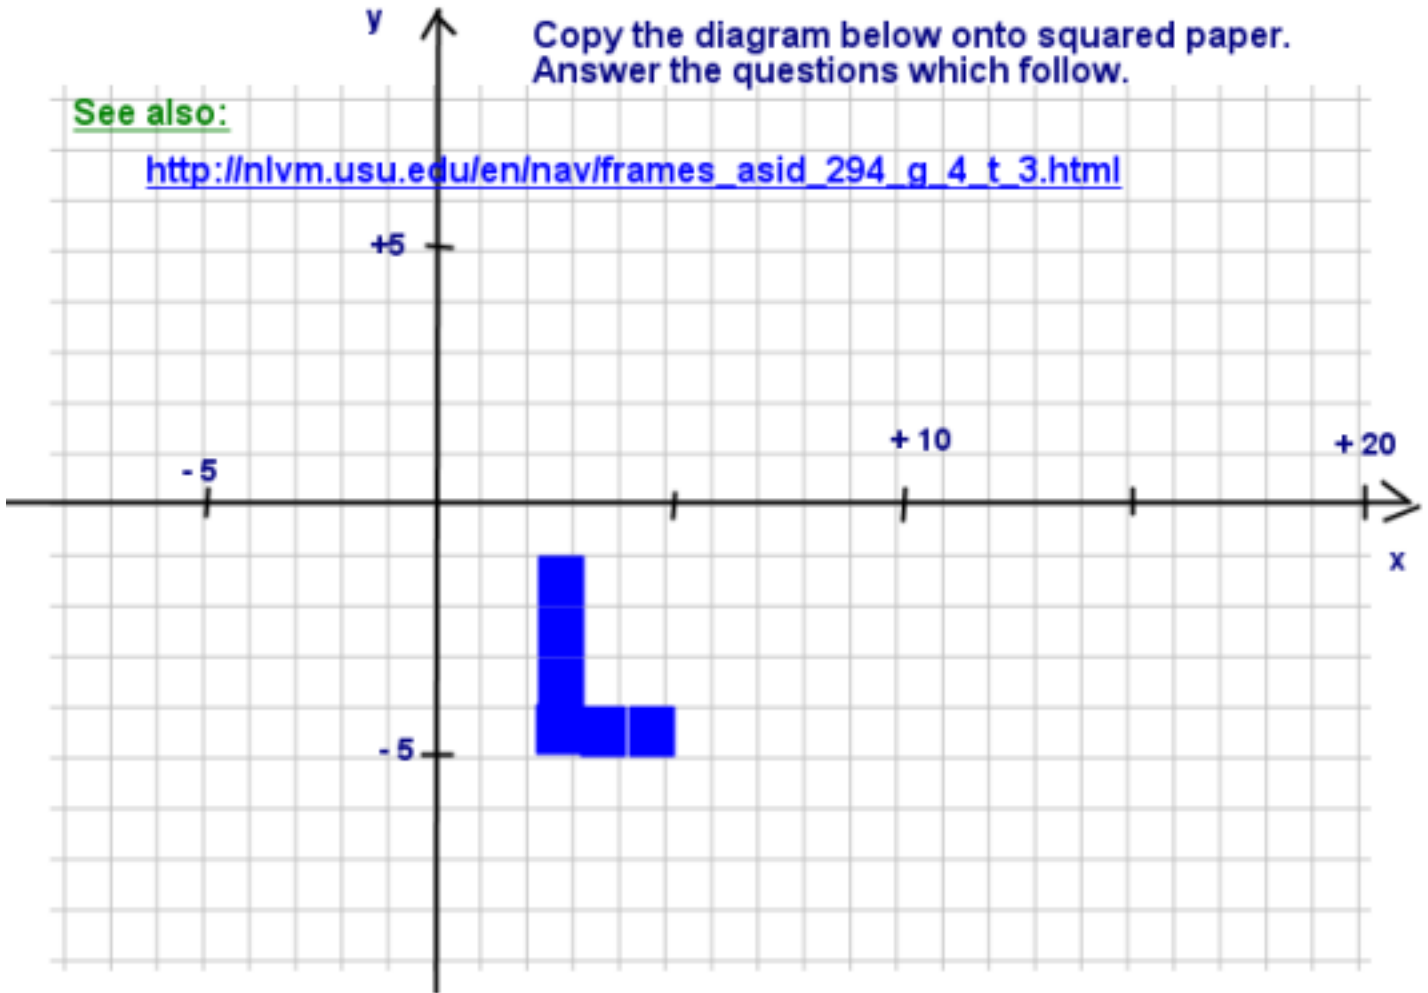 y
Copy the diagram below onto squared paper.
Answer the questions which follow.
See also:
http://nlvm.usu.edu/en/nav/frames_asid_294_g_4_t_3.html
+5
+ 10
+ 20
- 5
x
- 5